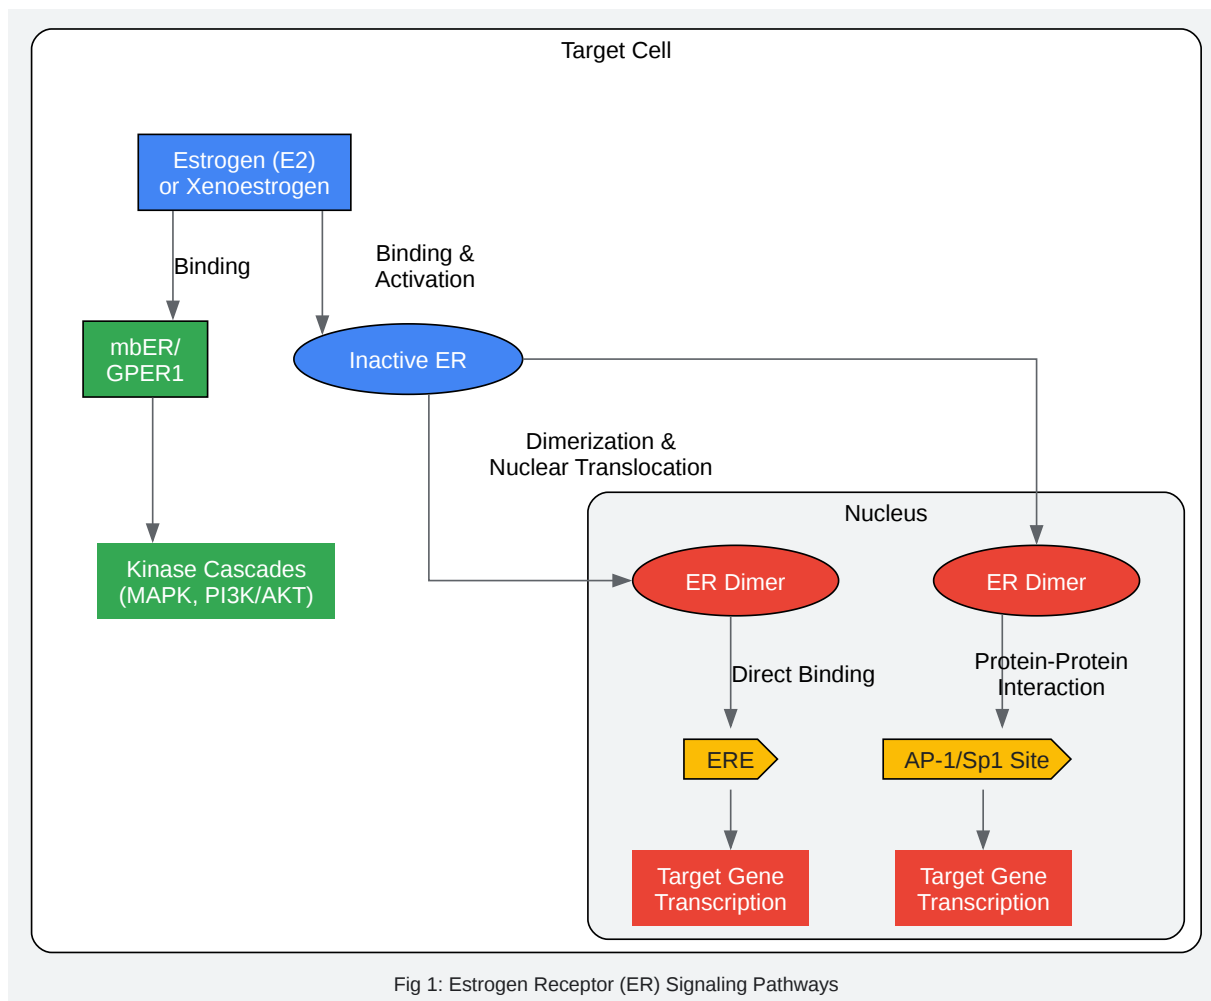 Target Cell
Estrogen (E2)
or Xenoestrogen
Binding
Binding &
Activation
mbER/
GPER1
Inactive ER
Dimerization &
Nuclear Translocation
Nucleus
Kinase Cascades
(MAPK, PI3K/AKT)
ER Dimer
ER Dimer
Direct Binding
Protein-Protein
Interaction
ERE
AP-1/Sp1 Site
Target Gene
Transcription
Target Gene
Transcription
Fig 1: Estrogen Receptor (ER) Signaling Pathways